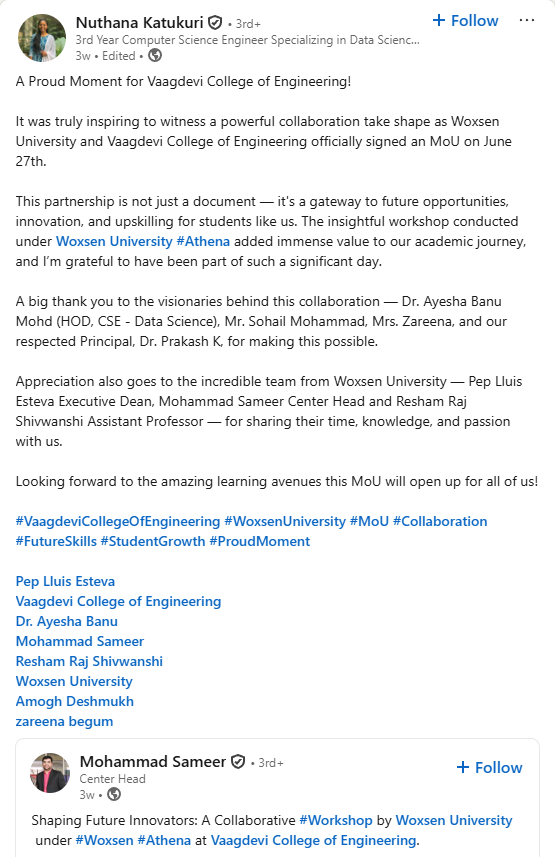 Nuthana Katukuri • 3rd+
+ Follow ...
3rd Year Computer Science Engineer Specializing in Data Scienc...
3w • Edited •
A Proud Moment for Vaagdevi College of Engineering!
It was truly inspiring to witness a powerful collaboration take shape as Woxsen
University and Vaagdevi College of Engineering officially signed an MoU on June
27th.
This partnership is not just a document — it's a gateway to future opportunities,
innovation, and upskilling for students like us. The insightful workshop conducted
under Woxsen University #Athena added immense value to our academic journey,
and I’m grateful to have been part of such a significant day.
A big thank you to the visionaries behind this collaboration — Dr. Ayesha Banu
Mohd (HOD, CSE - Data Science), Mr. Sohail Mohammad, Mrs. Zareena, and our
respected Principal, Dr. Prakash K, for making this possible.
Appreciation also goes to the incredible team from Woxsen University — Pep Lluis
Esteva Executive Dean, Mohammad Sameer Center Head and Resham Raj
Shivwanshi Assistant Professor — for sharing their time, knowledge, and passion
with us.
Looking forward to the amazing learning avenues this MoU will open up for all of us!
#VaagdeviCollegeOfEngineering #WoxsenUniversity #MoU #Collaboration
#FutureSkills #StudentGrowth #ProudMoment
Pep Lluis Esteva
Vaagdevi College of Engineering
Dr. Ayesha Banu
Mohammad Sameer
Resham Raj Shivwanshi
Woxsen University
Amogh Deshmukh
zareena begum
Mohammad Sameer • 3rd+
+ Follow
Center Head
3w •
Shaping Future Innovators: A Collaborative #Workshop by Woxsen University
under #Woxsen #Athena at Vaagdevi College of Engineering.